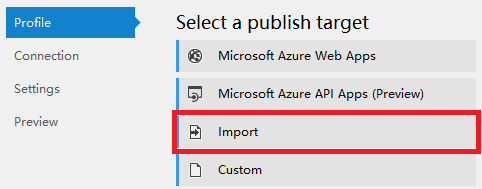 Profile
Connection
Settings
Preview
Select a publish target
Microsoft Azure Web Apps
Microsoft Azure API Apps (Preview)
Import
Custom